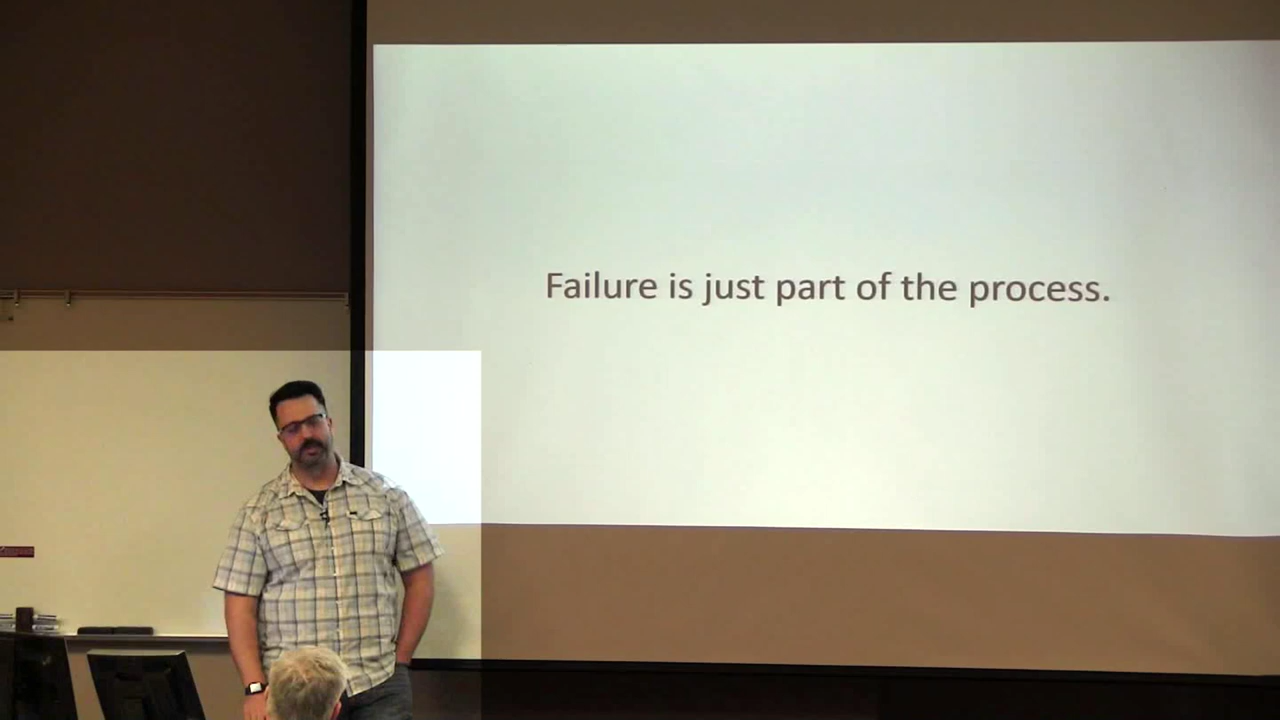 Failure is just part of the process.